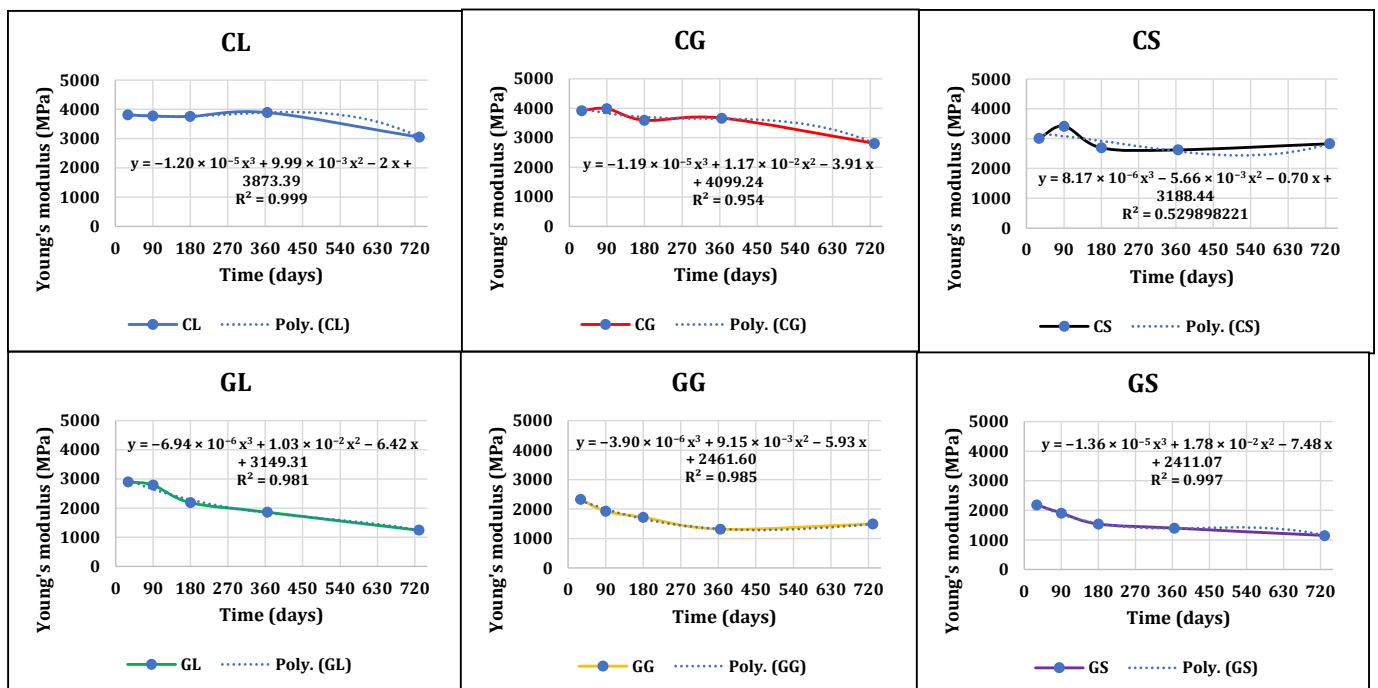 CL
Young's modulus (MPa)
5000
4000
3000
2000
1000
0
y = −1.20 × 10⁻⁵ x³ + 9.99 × 10⁻³ x² − 2 x +
3873.39
R² = 0.999
0 90 180 270 360 450 540 630 720
Time (days)
CL Poly. (CL)
CG
Young's modulus (MPa)
5000
4000
3000
2000
1000
0
y = −1.19 × 10⁻⁵ x³ + 1.17 × 10⁻² x² − 3.91 x
+ 4099.24
R² = 0.954
0 90 180 270 360 450 540 630 720
Time (days)
CG Poly. (CG)
CS
Young's modulus (MPa)
5000
4000
3000
2000
1000
0
y = 8.17 × 10⁻⁶ x³ − 5.66 × 10⁻³ x² − 0.70 x +
3188.44
R² = 0.529898221
0 90 180 270 360 450 540 630 720
Time (days)
CS Poly. (CS)
GL
Young's modulus (MPa)
5000
4000
3000
2000
1000
0
y = −6.94 × 10⁻⁶ x³ + 1.03 × 10⁻² x² − 6.42 x
+ 3149.31
R² = 0.981
0 90 180 270 360 450 540 630 720
Time (days)
GL Poly. (GL)
GG
Young's modulus (MPa)
5000
4000
3000
2000
1000
0
y = −3.90 × 10⁻⁶ x³ + 9.15 × 10⁻³ x² − 5.93 x
+ 2461.60
R² = 0.985
0 90 180 270 360 450 540 630 720
Time (days)
GG Poly. (GG)
GS
Young's modulus (MPa)
5000
4000
3000
2000
1000
0
y = −1.36 × 10⁻⁵ x³ + 1.78 × 10⁻² x² − 7.48 x
+ 2411.07
R² = 0.997
0 90 180 270 360 450 540 630 720
Time (days)
GS Poly. (GS)